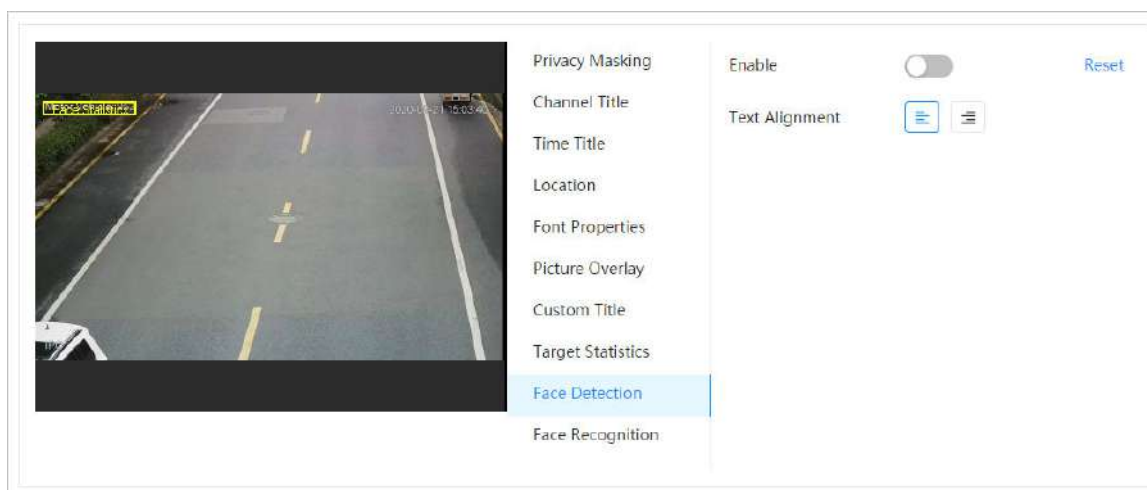 Privacy Masking
Channel Title
Time Title
Location
Font Properties
Picture Overlay
Custom Title
Target Statistics
Face Detection
Face Recognition
Enable
Reset
Text Alignment